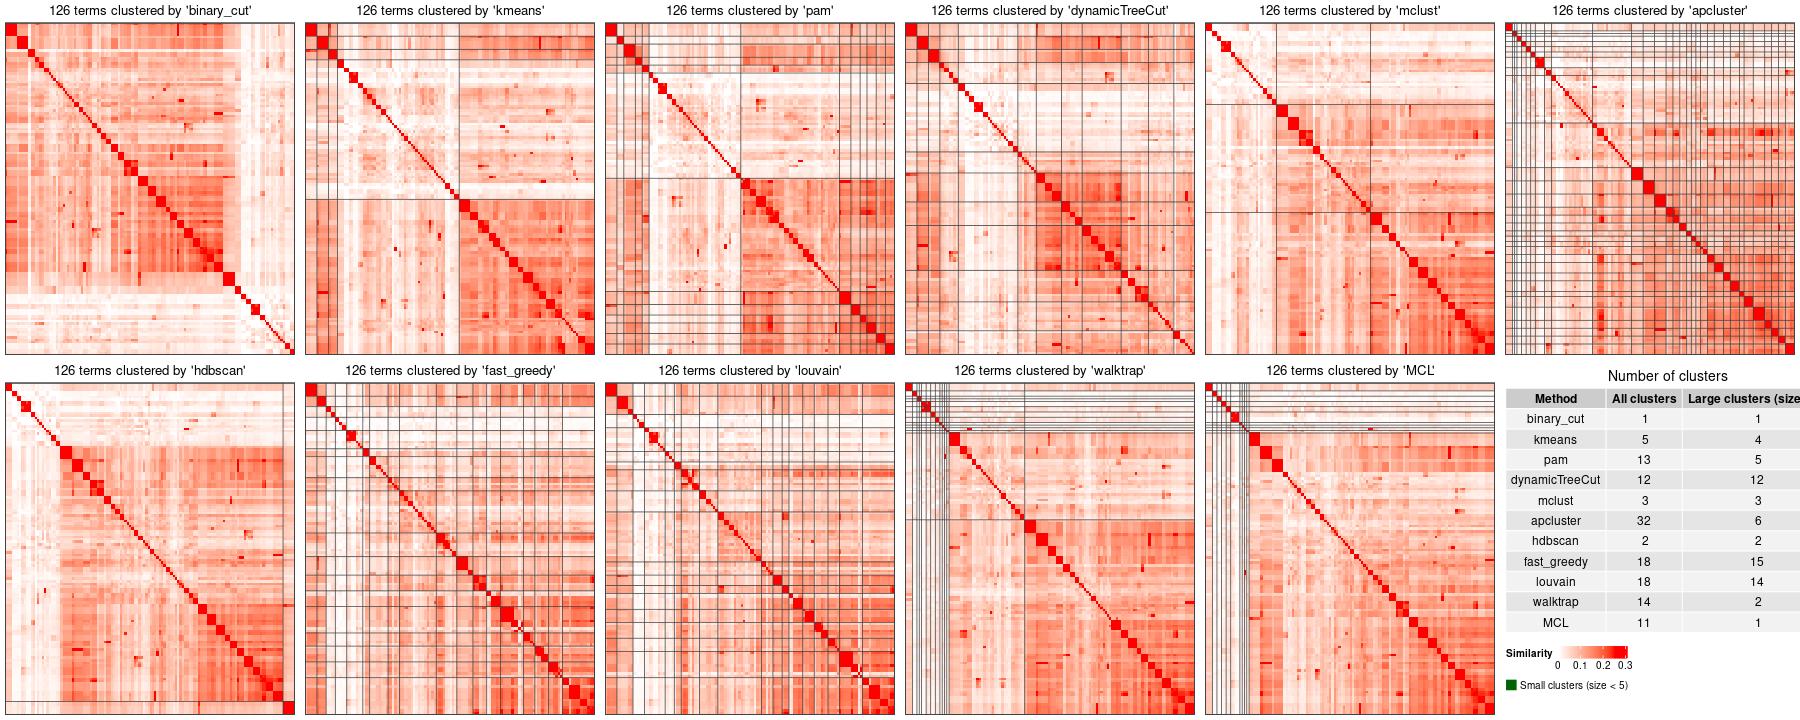 126 terms clustered by 'binary_cut'
126 terms clustered by 'kmeans'
126 terms clustered by 'pam'
126 terms clustered by 'dynamicTreeCut'
126 terms clustered by 'mclust'
126 terms clustered by 'apcluster'
126 terms clustered by 'hdbscan'
126 terms clustered by 'fast_greedy'
126 terms clustered by 'louvain'
126 terms clustered by 'walktrap'
126 terms clustered by 'MCL'
Number of clusters
Method All clusters Large clusters (size
binary_cut 1 1
kmeans 5 4
pam 13 5
dynamicTreeCut 12 12
mclust 3 3
apcluster 32 6
hdbscan 2 2
fast_greedy 18 15
louvain 18 14
walktrap 14 2
MCL 11 1
Similarity
0 0.1 0.2 0.3
Small clusters (size < 5)